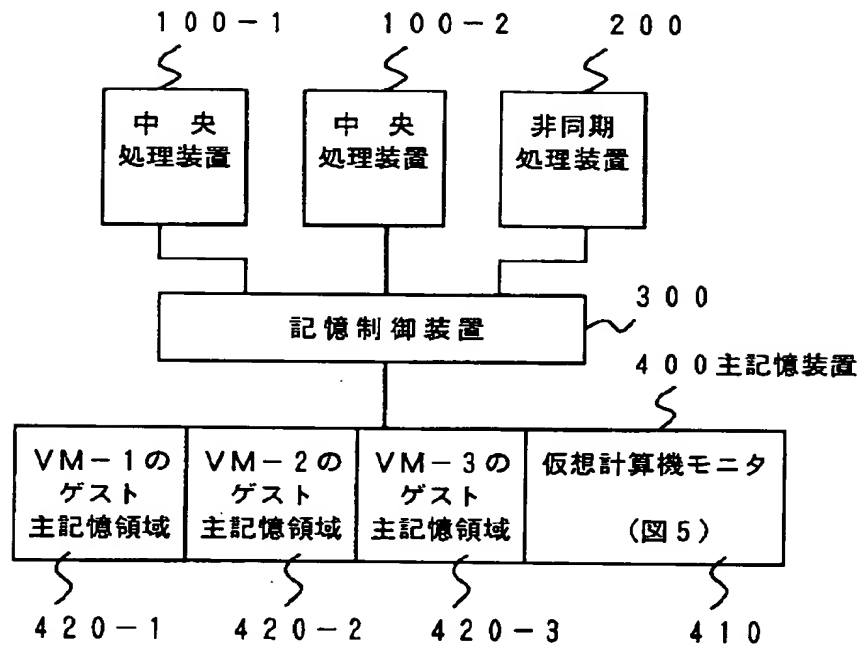 100-1
100-2
200
中央
処理装置
中央
処理装置
非同期
処理装置
記憶制御装置
300
400主記憶装置
VM-1の
ゲスト
主記憶領域
VM-2の
ゲスト
主記憶領域
VM-3の
ゲスト
主記憶領域
仮想計算機モニタ
(図5)
420-1
420-2
420-3
410